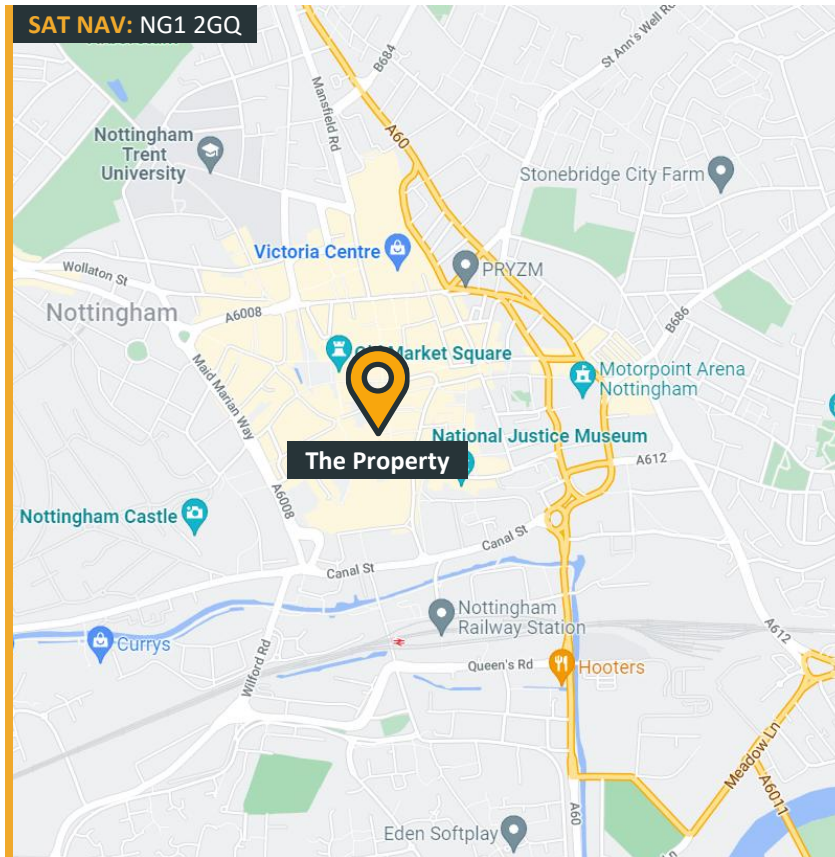 SAT NAV: NG1 2GQ
B684
St Ann's Well Rd
Mansfield Rd
A60
Nottingham
Trent
University
Stonebridge City Farm
Victoria Centre
PRYZM
Wollaton St
Nottingham
A6008
B686
Market Square
Motorpoint Arena
Nottingham
Maid Marian Way
National Justice Museum
The Property
A612
A6008
Nottingham Castle
Canal St
Canal St
Nottingham
Railway Station
A612
Currys
Wilford Rd
Queen's Rd
Hooters
Meadow Ln
A6011
A60
Eden Softplay